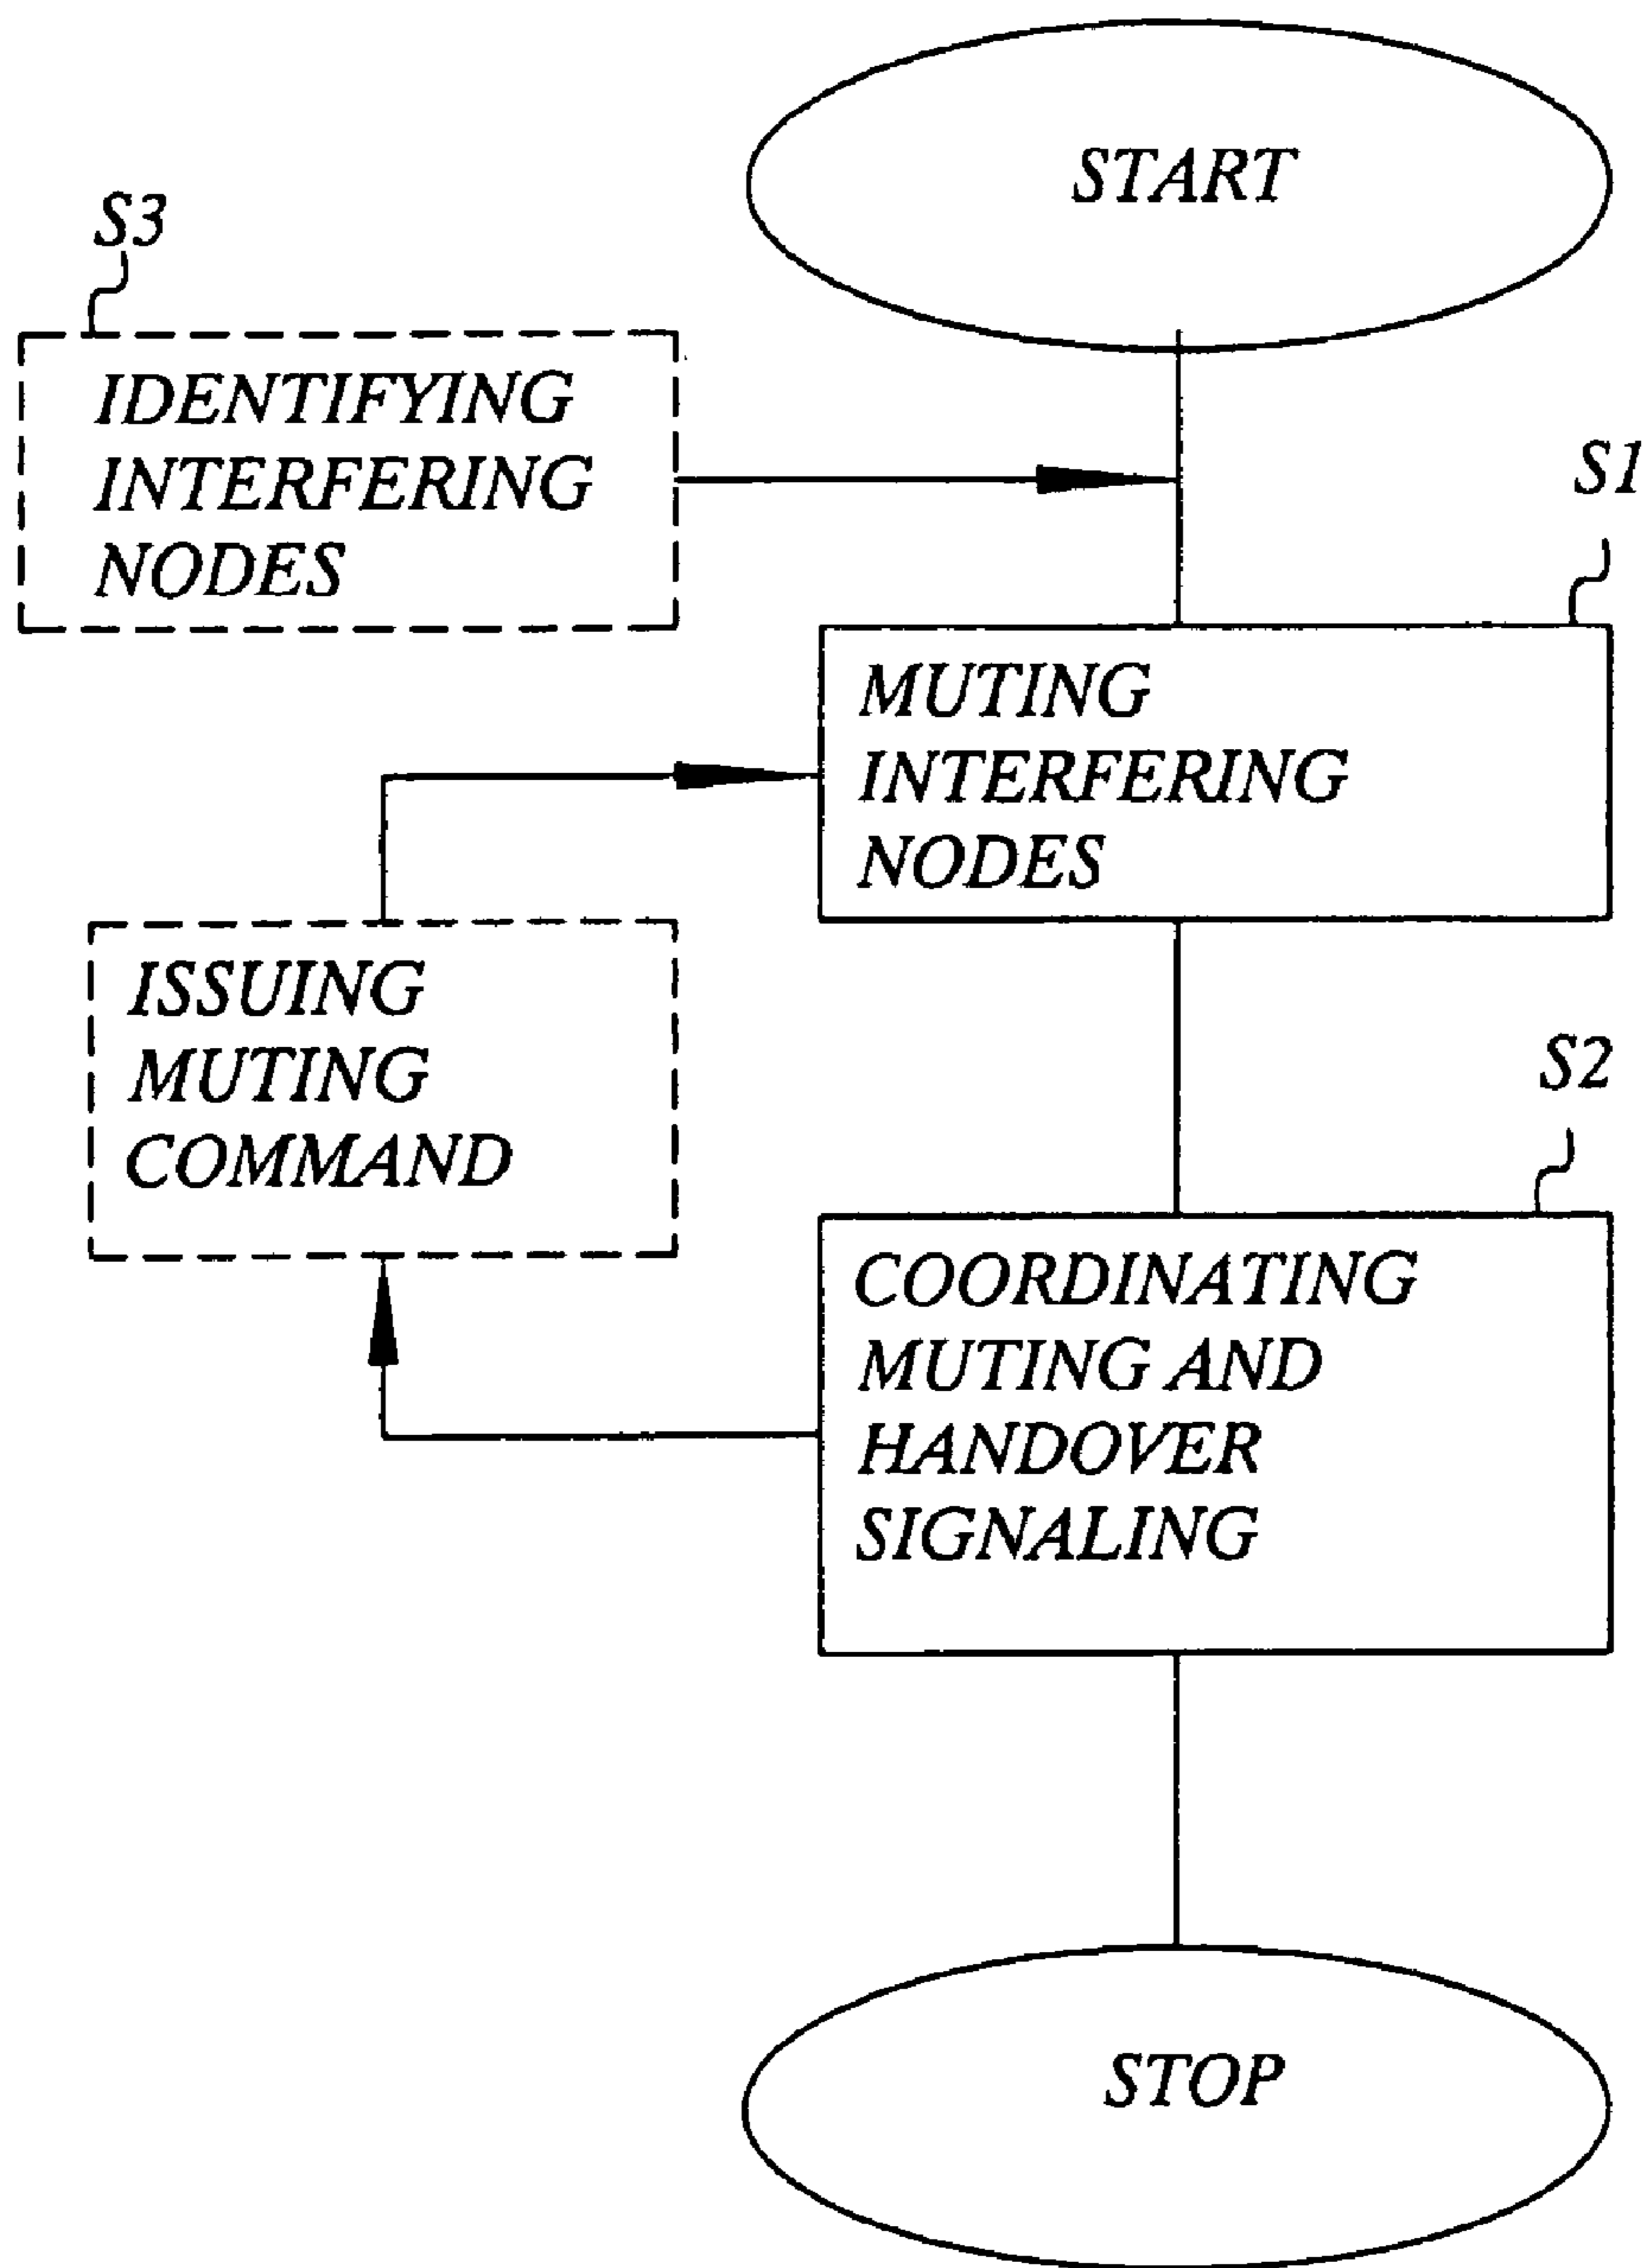 START
S3
IDENTIFYING
INTERFERING
NODES
S1
MUTING
INTERFERING
NODES
ISSUING
MUTING
COMMAND
S2
COORDINATING
MUTING AND
HANDOVER
SIGNALING
STOP